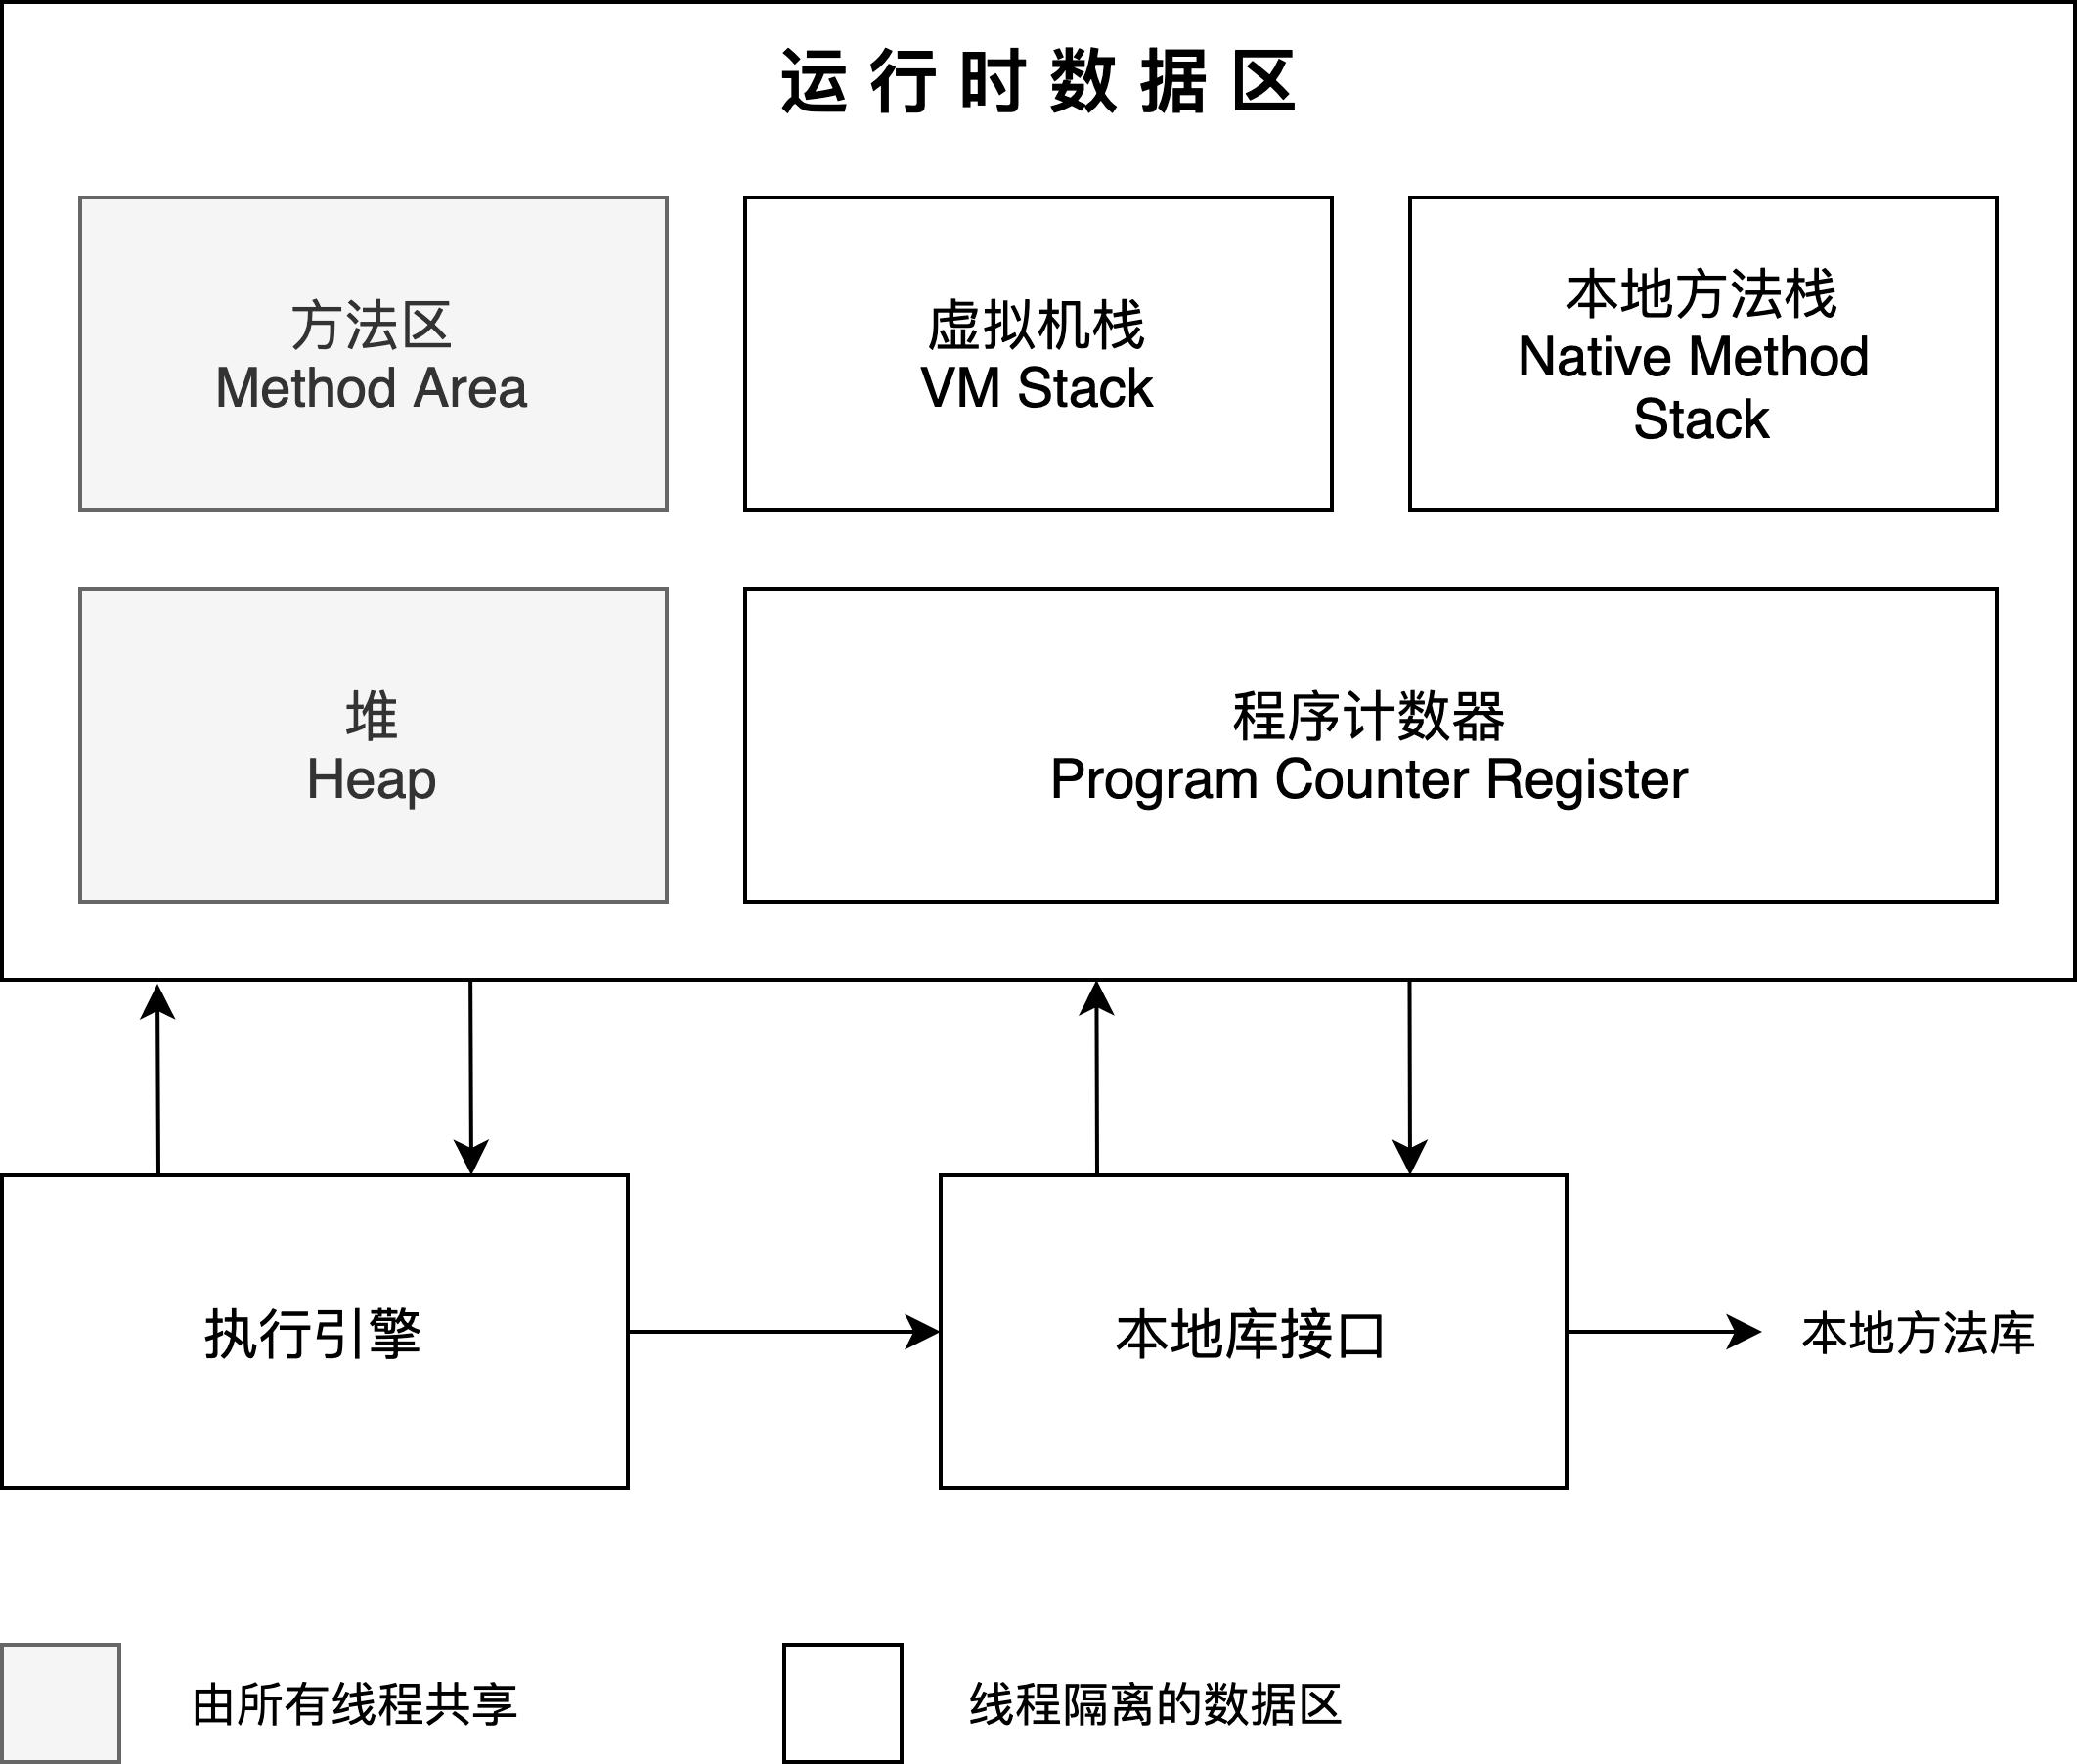 运行时数据区
方法区
Method Area
虚拟机栈
VM Stack
本地方法栈
Native Method
Stack
堆
Heap
程序计数器
Program Counter Register
执行引擎
本地库接口
本地方法库
由所有线程共享
线程隔离的数据区